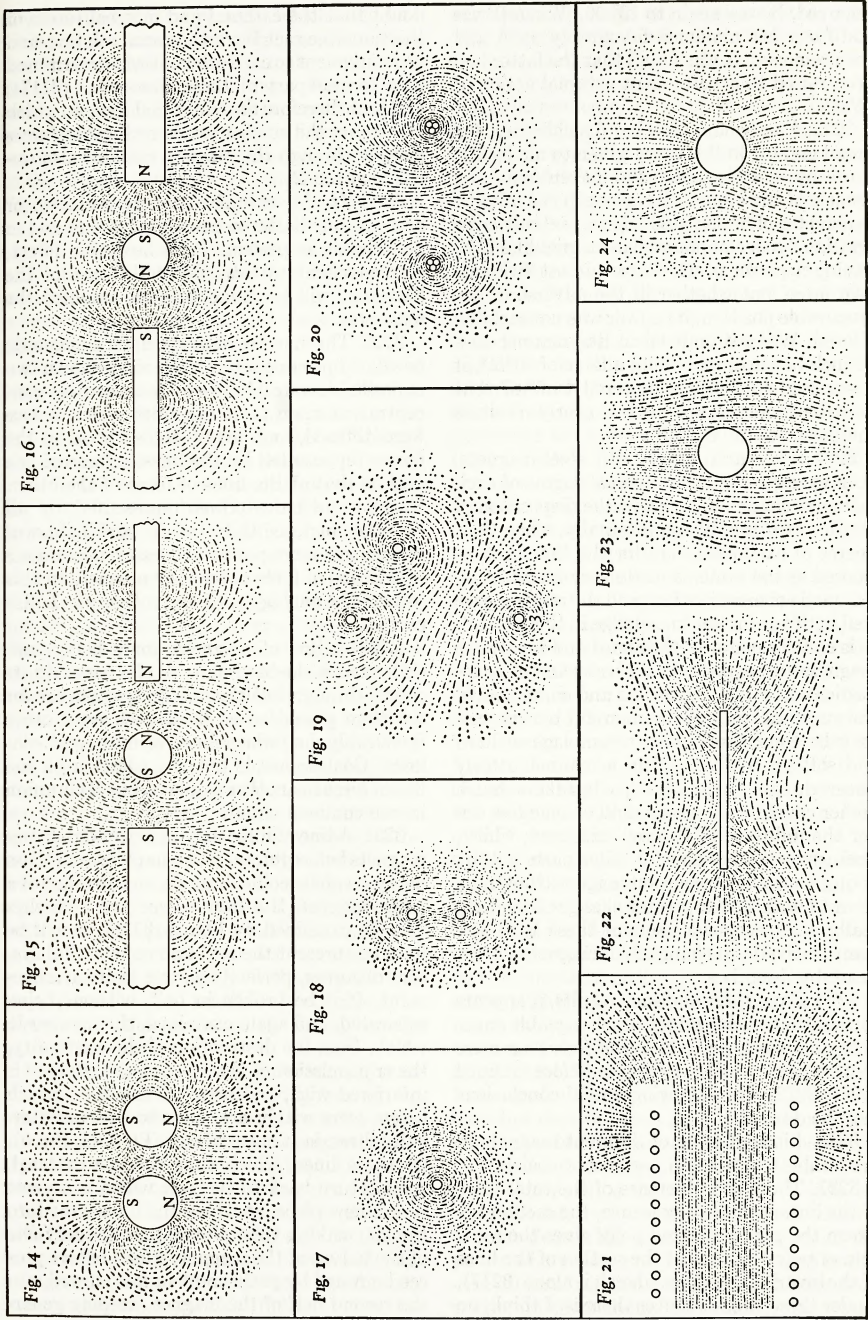 Fig. 14
S S
N N
Fig. 15
S S N N
Fig. 16
S N S N
Fig. 17
Fig. 18
Fig. 19
1
2
3
Fig. 20
Fig. 21
Fig. 22
Fig. 23
Fig. 24